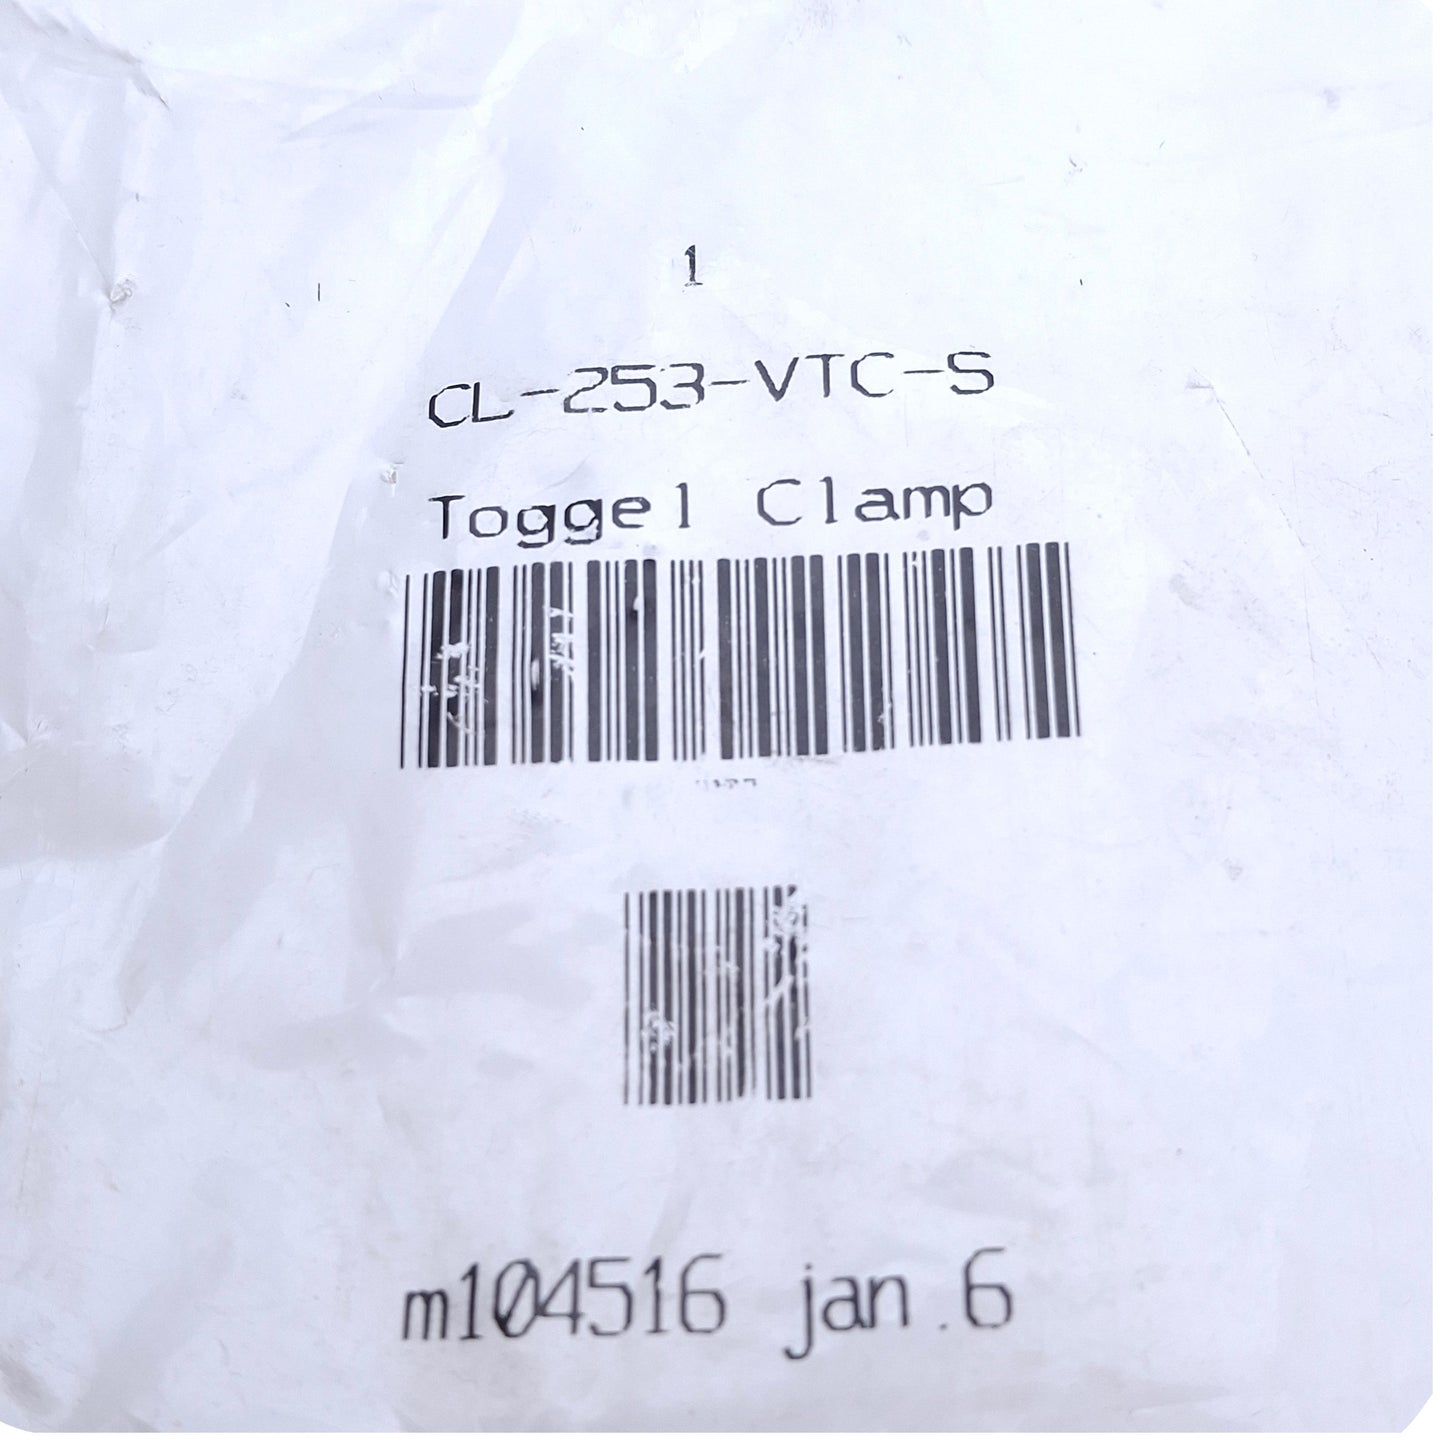 1
CL-253-VTC-S
Toggel Clamp
m104516 jan.6